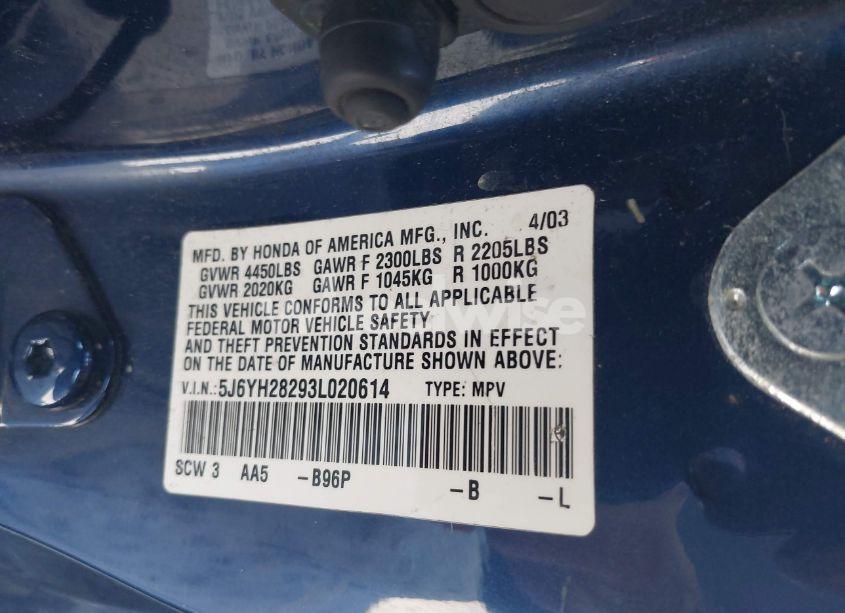 MFD. BY HONDA OF AMERICA MFG., INC. 4/03
GVWR 4450LBS GAWR F 2300LBS R 2205LBS
GVWR 2020KG GAWR F 1045KG R 1000KG
THIS VEHICLE CONFORMS TO ALL APPLICABLE
FEDERAL MOTOR VEHICLE SAFETY
AND THEFT PREVENTION STANDARDS IN EFFECT
ON THE DATE OF MANUFACTURE SHOWN ABOVE:
V.I.N.:5J6YH28293L020614 TYPE: MPV
SCW 3 AA5 -B96P -B -L